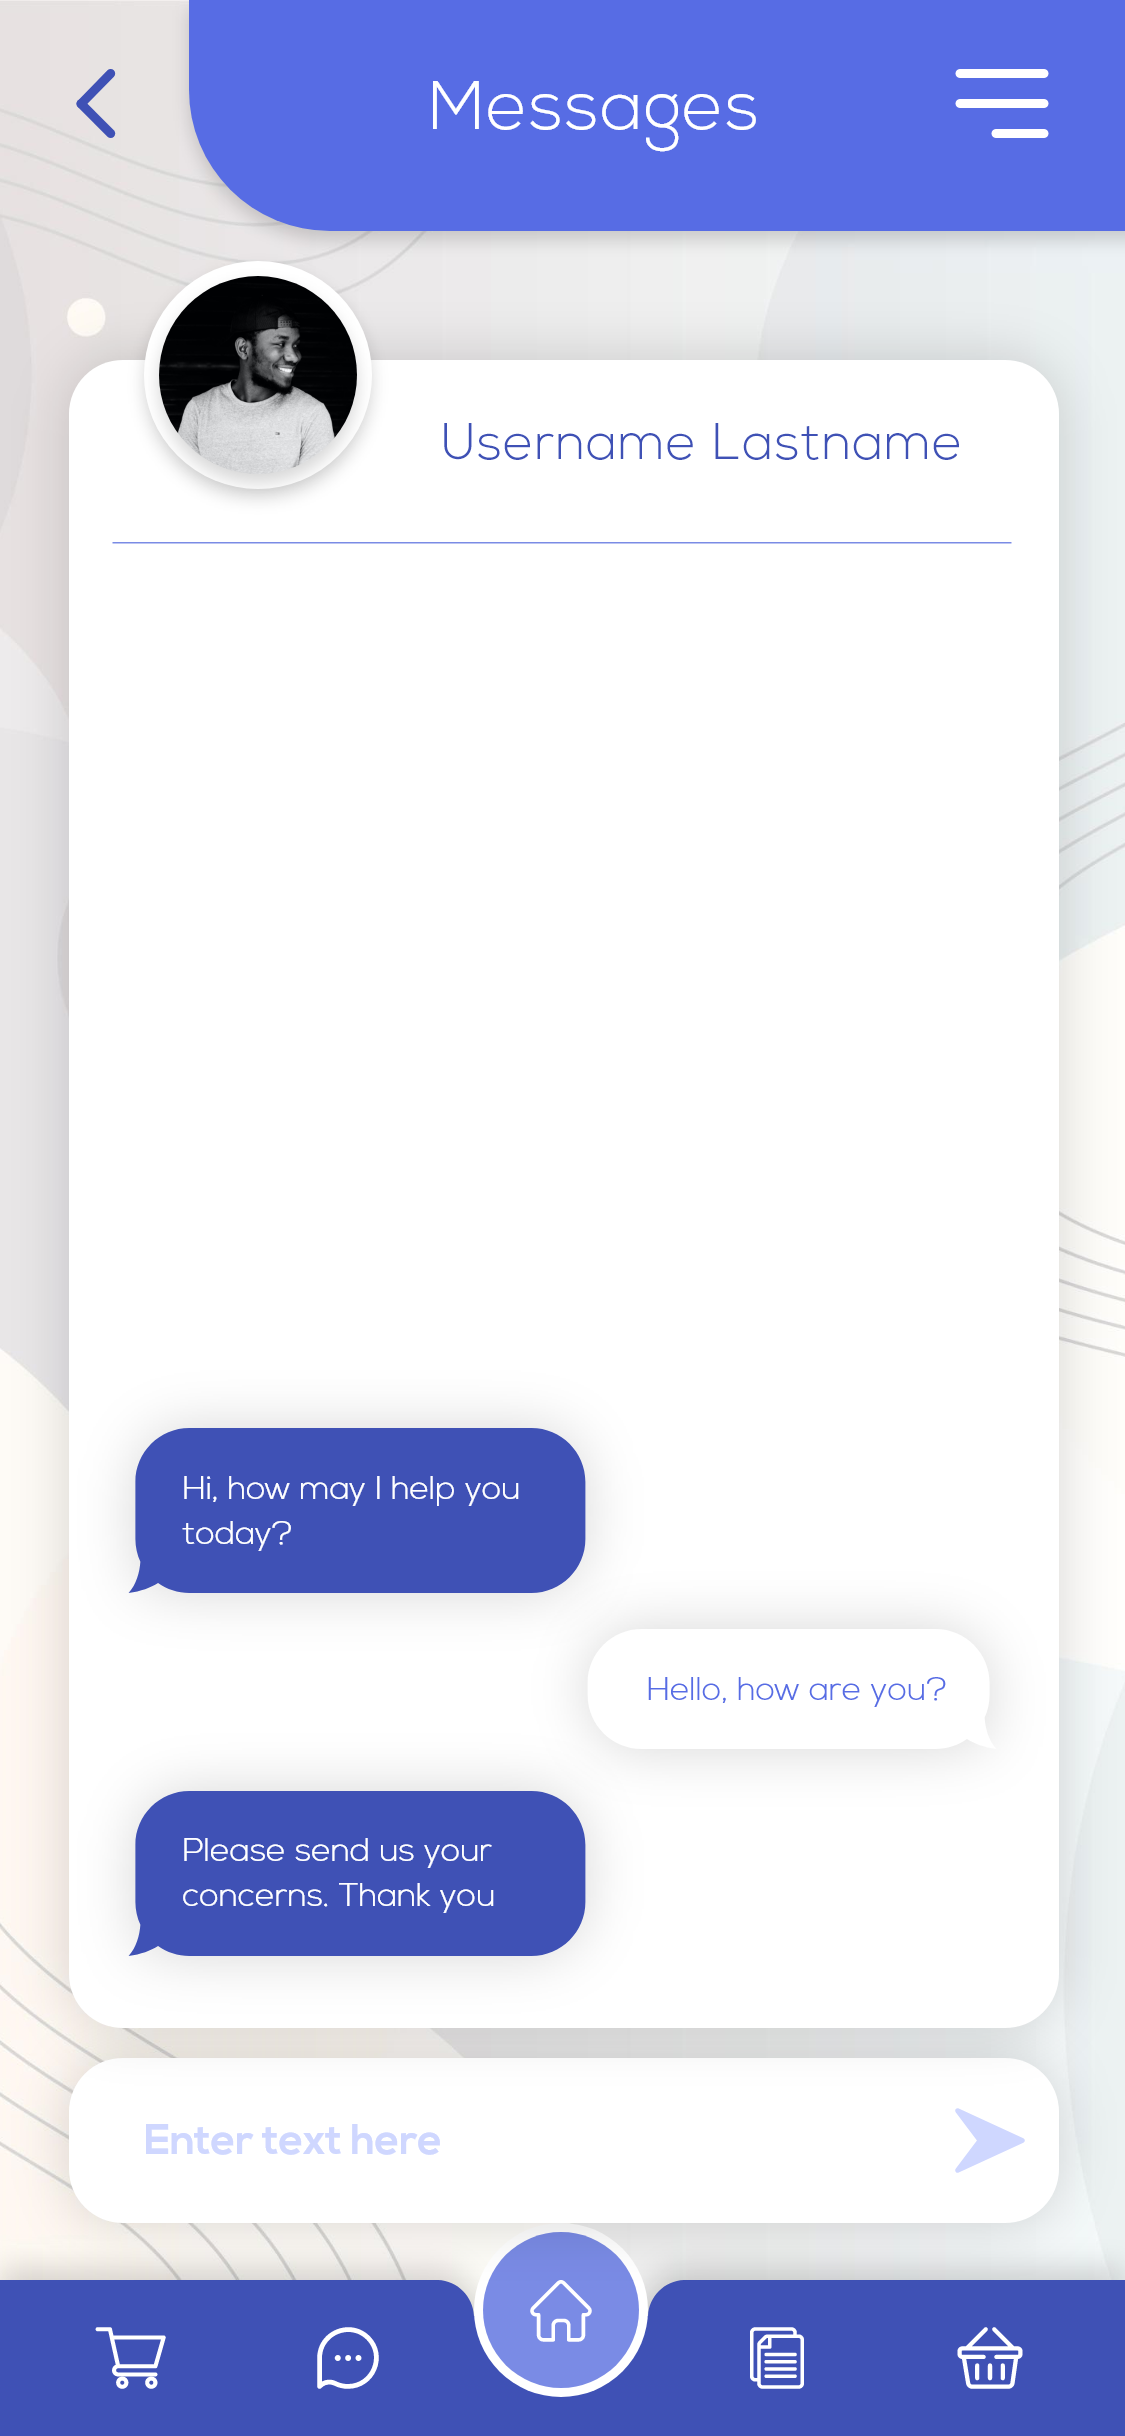 Messages
Username Lastname
Hi, how may I help you
today?
Hello, how are you?
Please send us your
concerns. Thank you
Enter text here